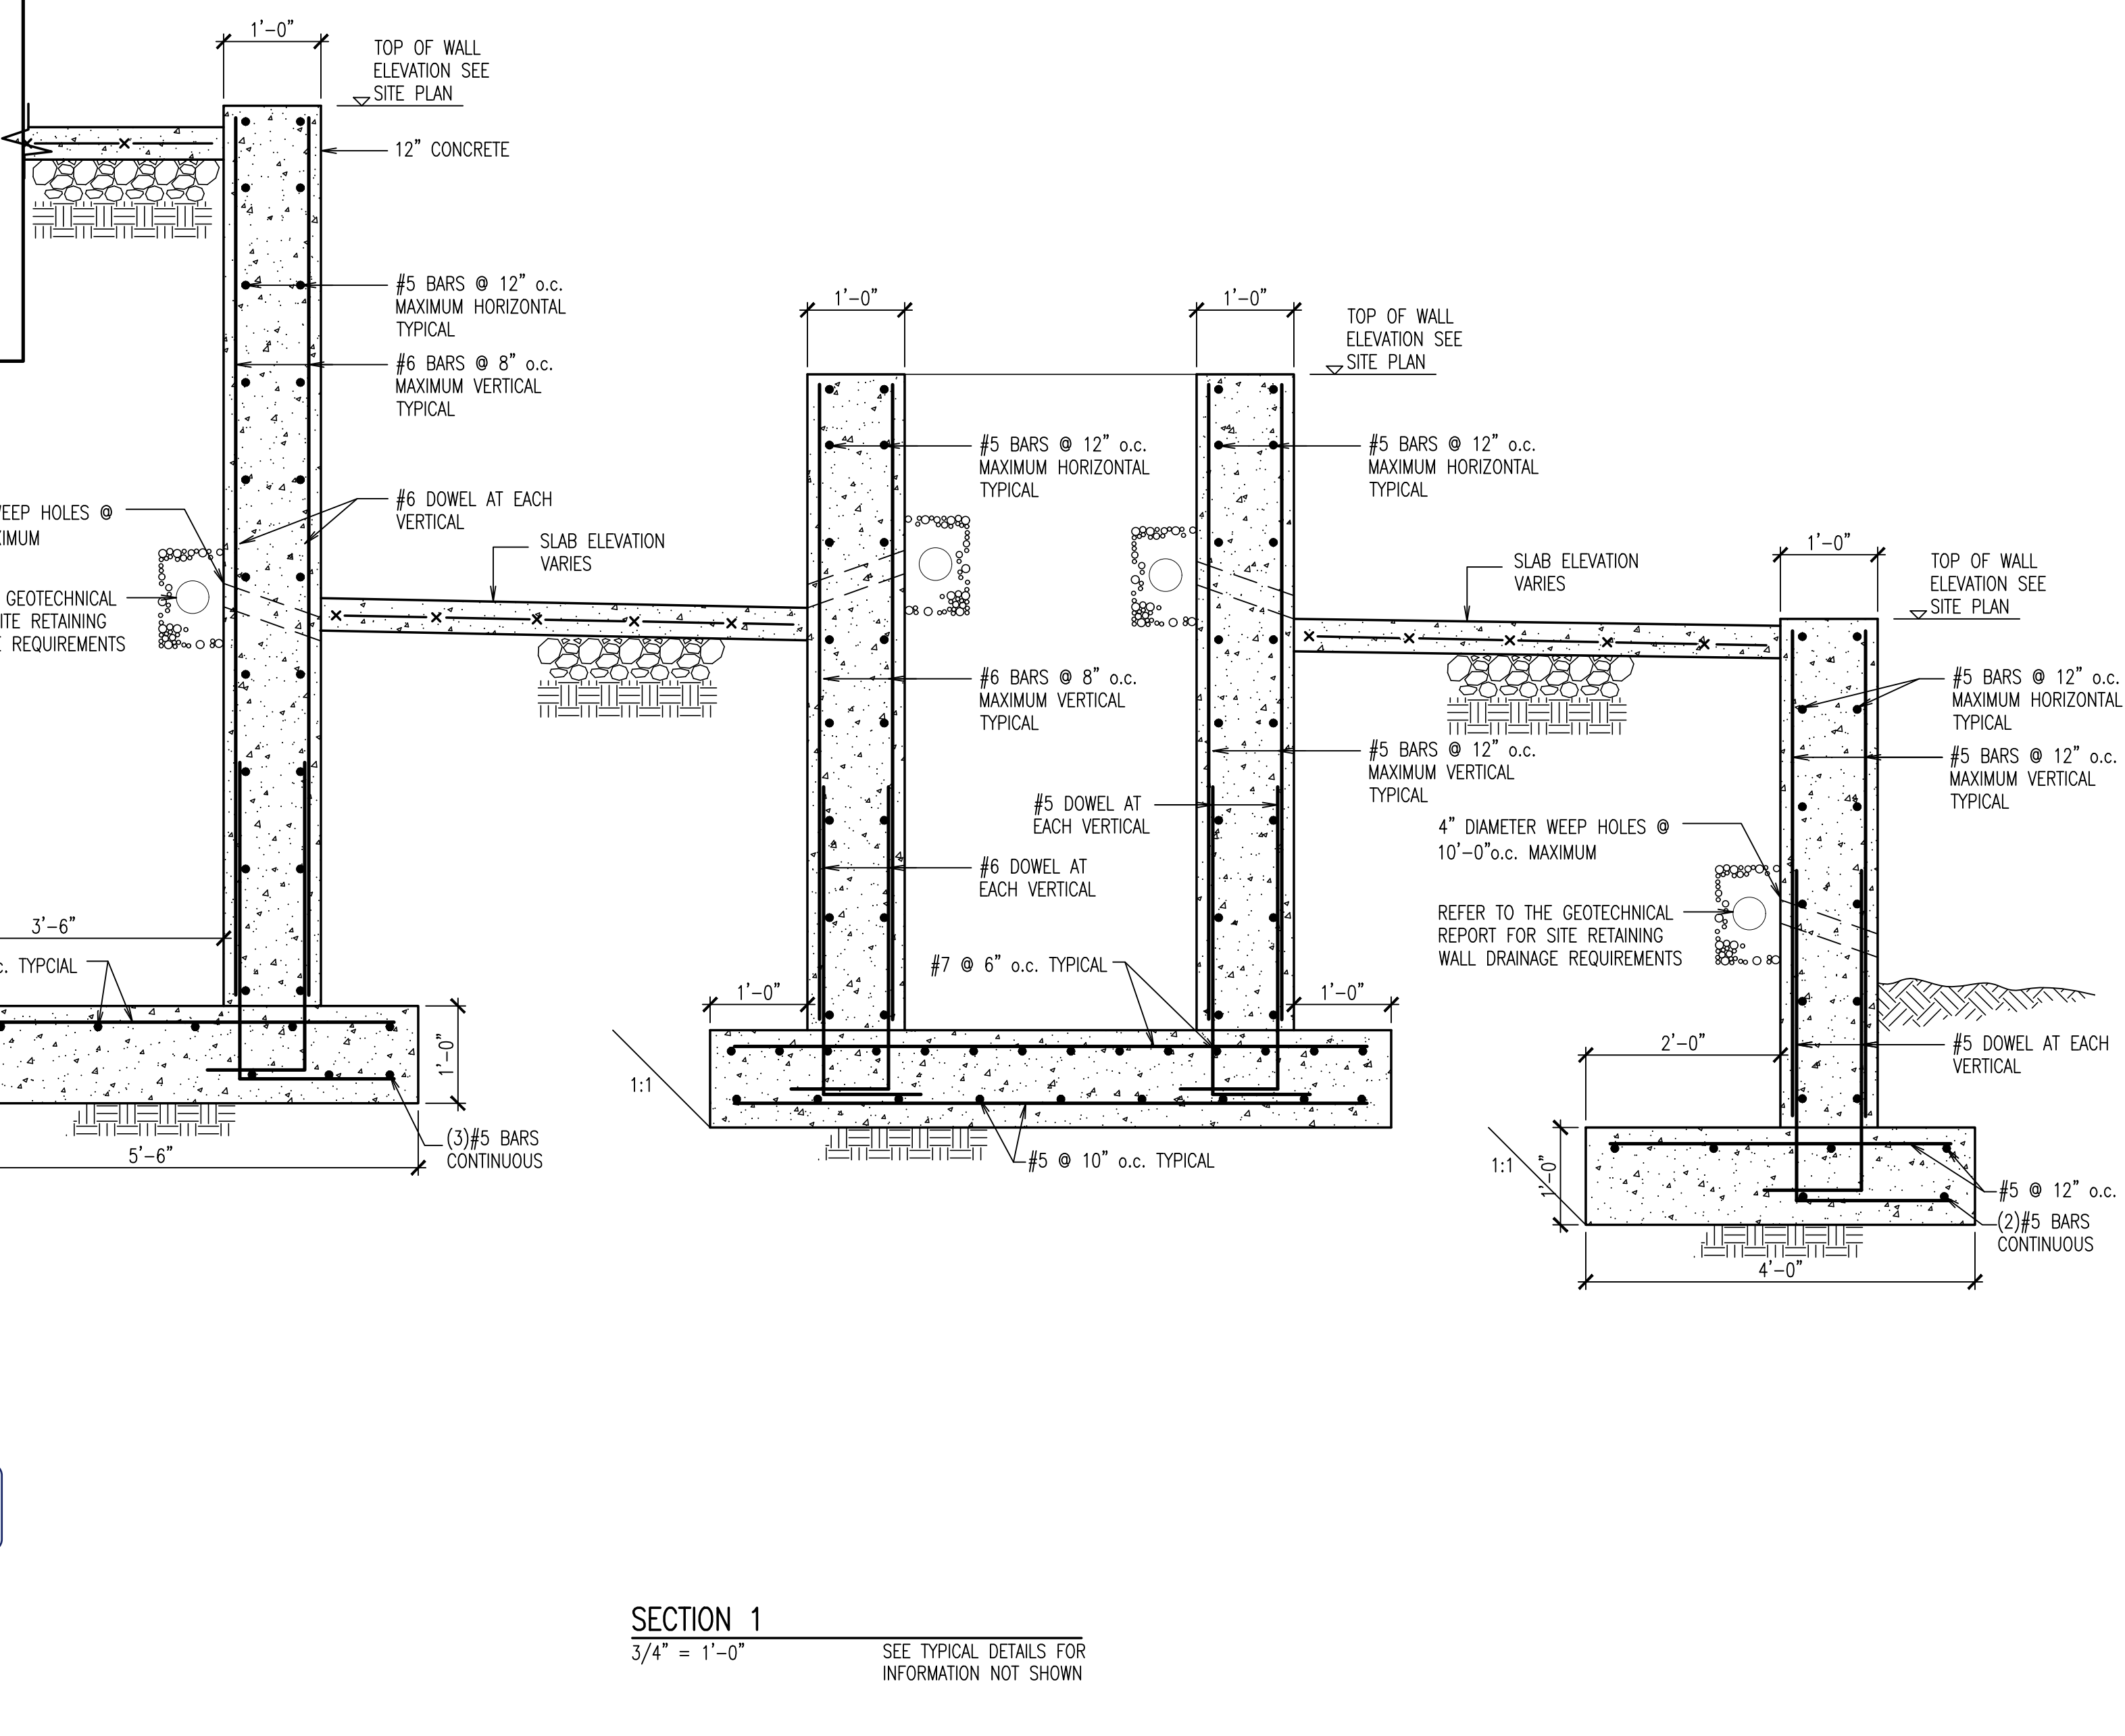 1'-0"
TOP OF WALL
ELEVATION SEE
SITE PLAN
12" CONCRETE
#5 BARS @ 12" o.c.
MAXIMUM HORIZONTAL
TYPICAL
#6 BARS @ 8" o.c.
MAXIMUM VERTICAL
TYPICAL
#6 DOWEL AT EACH
VERTICAL
HOLES @
GEOTECHNICAL
RETAINING
REQUIREMENTS
SLAB ELEVATION
VARIES
3'-6"
TYPCIAL
1'-0"
(3)#5 BARS
CONTINUOUS
5'-6"
1'-0"
1'-0"
TOP OF WALL
ELEVATION SEE
SITE PLAN
#5 BARS @ 12" o.c.
MAXIMUM HORIZONTAL
TYPICAL
#5 BARS @ 12" o.c.
MAXIMUM HORIZONTAL
TYPICAL
#6 BARS @ 8" o.c.
MAXIMUM VERTICAL
TYPICAL
#5 BARS @ 12" o.c.
MAXIMUM VERTICAL
TYPICAL
#5 DOWEL AT
EACH VERTICAL
#6 DOWEL AT
EACH VERTICAL
#7 @ 6" o.c. TYPICAL
1'-0"
1'-0"
1:1
#5 @ 10" o.c. TYPICAL
SLAB ELEVATION
VARIES
1'-0"
TOP OF WALL
ELEVATION SEE
SITE PLAN
#5 BARS @ 12" o.c.
MAXIMUM HORIZONTAL
TYPICAL
#5 BARS @ 12" o.c.
MAXIMUM VERTICAL
TYPICAL
4" DIAMETER WEEP HOLES @
10'-0"o.c. MAXIMUM
REFER TO THE GEOTECHNICAL
REPORT FOR SITE RETAINING
WALL DRAINAGE REQUIREMENTS
2'-0"
#5 DOWEL AT EACH
VERTICAL
1:1
1'-0"
#5 @ 12" o.c.
(2)#5 BARS
CONTINUOUS
4'-0"
SECTION 1
3/4" = 1'-0"
SEE TYPICAL DETAILS FOR
INFORMATION NOT SHOWN